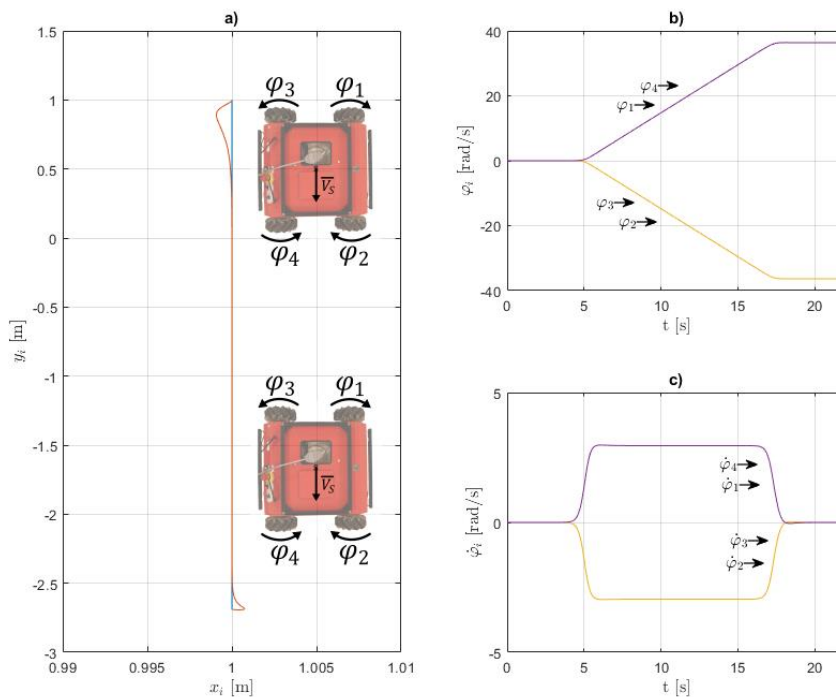 a)
1.5
1
0.5
0
-0.5
-1
-1.5
-2
-2.5
-3
y_i [m]
0.99
0.995
1
1.005
1.01
x_i [m]
φ3
φ1
V̅_S
φ4
φ2
φ3
φ1
V̅_S
φ4
φ2
b)
40
20
0
-20
-40
φ_i [rad/s]
φ4
φ1
φ3
φ2
0
5
10
15
20
t [s]
c)
5
0
-5
φ̇_i [rad/s]
φ̇4
φ̇1
φ̇3
φ̇2
0
5
10
15
20
t [s]